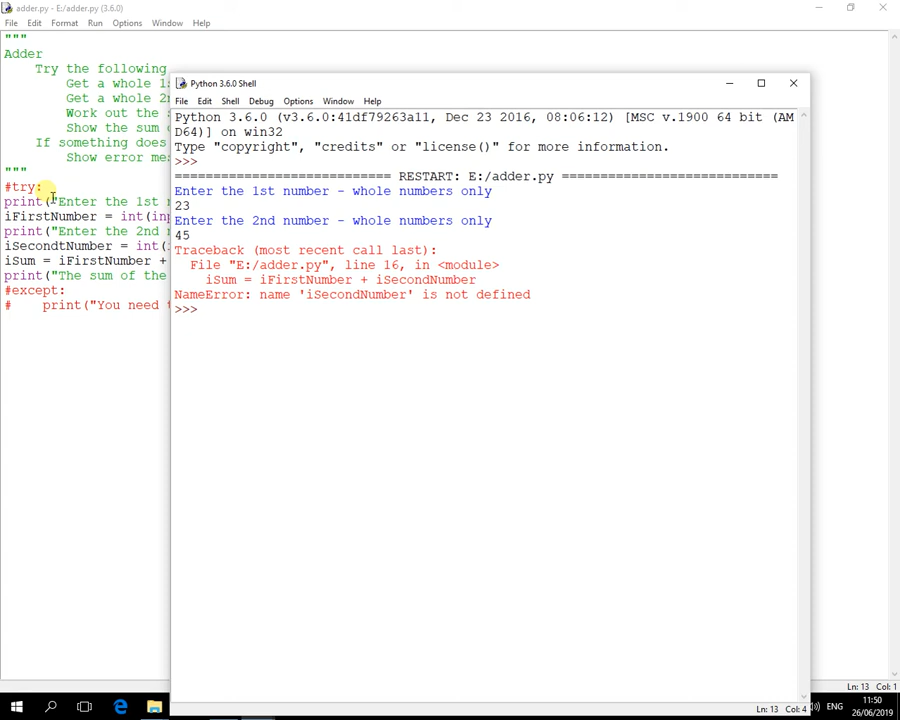 adder.py - E:/adder.py (3.6.0)
File Edit Format Run Options Window Help
"""
Adder
Try the following
Get a whole 1s
Get a whole 2n
Work out the
Show the sum o
If something does
Show error mes
"""
#try:
print("Enter the 1st
iFirstNumber = int(inp
print("Enter the 2nd n
iSecondtNumber = int(i
iSum = iFirstNumber +
print("The sum of the
#except:
# print("You need t
Python 3.6.0 Shell
File Edit Shell Debug Options Window Help
Python 3.6.0 (v3.6.0:41df79263a11, Dec 23 2016, 08:06:12) [MSC v.1900 64 bit (AM
D64)] on win32
Type "copyright", "credits" or "license()" for more information.
>>>
============================ RESTART: E:/adder.py ============================
Enter the 1st number - whole numbers only
23
Enter the 2nd number - whole numbers only
45
Traceback (most recent call last):
File "E:/adder.py", line 16, in <module>
iSum = iFirstNumber + iSecondNumber
NameError: name 'iSecondNumber' is not defined
>>>
Ln: 13 Col: 4
Ln: 13 Col: 1
ENG
11:50
26/06/2019